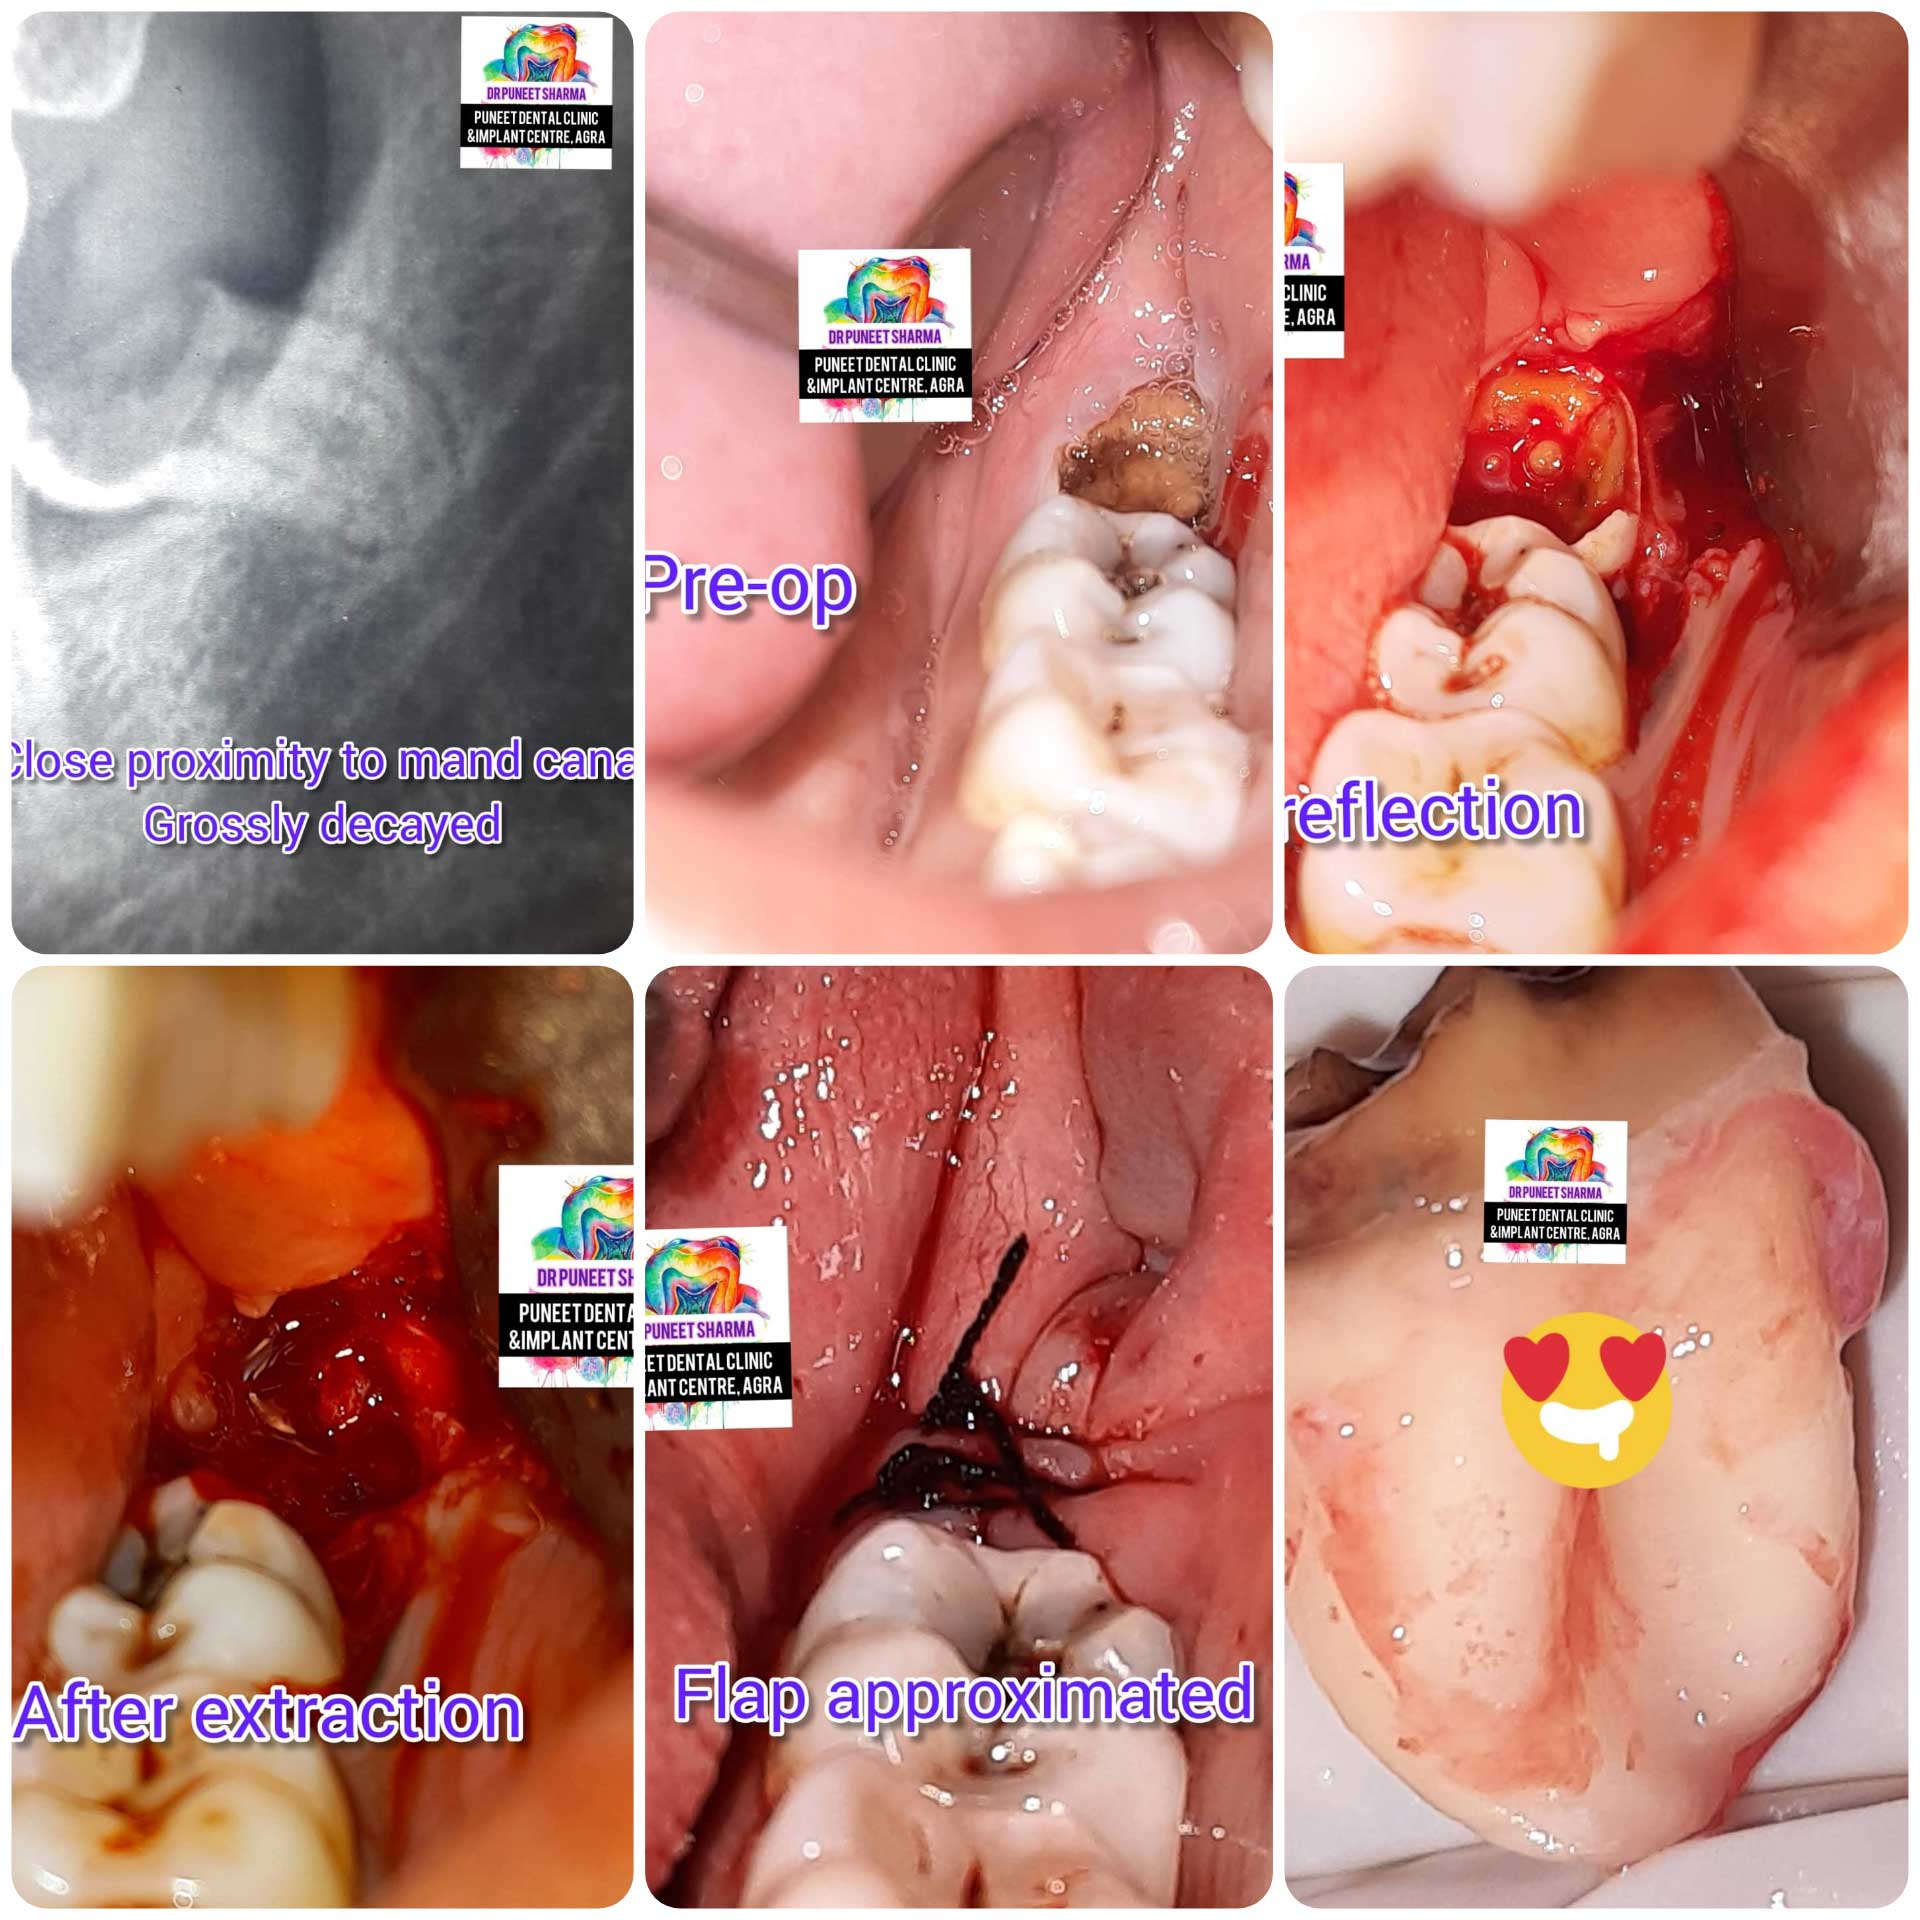 DR PUNEET SHARMA
PUNEET DENTAL CLINIC
&IMPLANT CENTRE, AGRA
Close proximity to mand cana
Grossly decayed
DR PUNEET SHARMA
PUNEET DENTAL CLINIC
&IMPLANT CENTRE, AGRA
Pre-op
RMA
CLINIC
E, AGRA
reflection
DR PUNEET SH
PUNEET DENTA
&IMPLANT CENT
After extraction
PUNEET SHARMA
ET DENTAL CLINIC
LANT CENTRE, AGRA
Flap approximated
DR PUNEET SHARMA
PUNEET DENTAL CLINIC
&IMPLANT CENTRE, AGRA